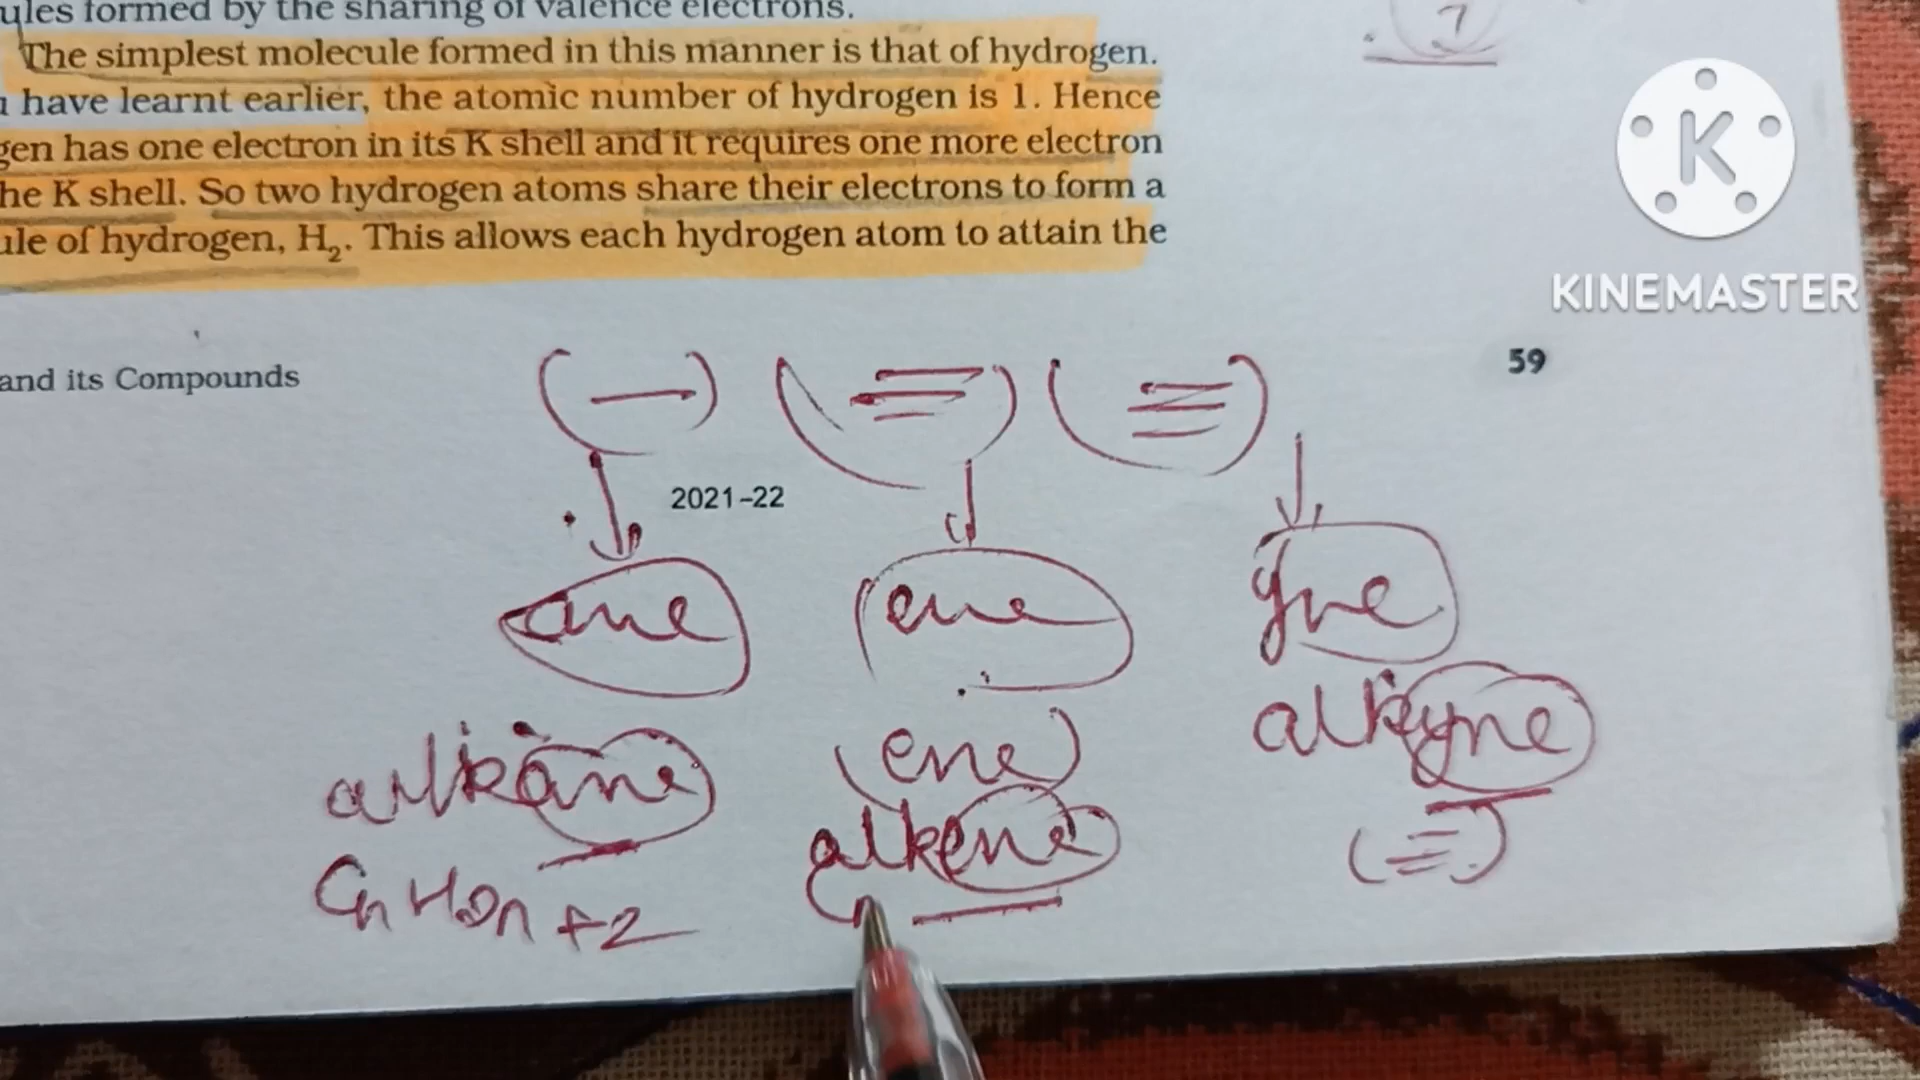 ules formed by the sharing of valence electrons.
The simplest molecule formed in this manner is that of hydrogen.
have learnt earlier, the atomic number of hydrogen is 1. Hence
gen has one electron in its K shell and it requires one more electron
he K shell. So two hydrogen atoms share their electrons to form a
ule of hydrogen, H₂. This allows each hydrogen atom to attain the
7
KINEMASTER
and its Compounds
59
(—) (=) (≡)
2021–22
ane ene yne
alkane (ene) alkyne
alkene (≡)
CnH2n+2 Cn